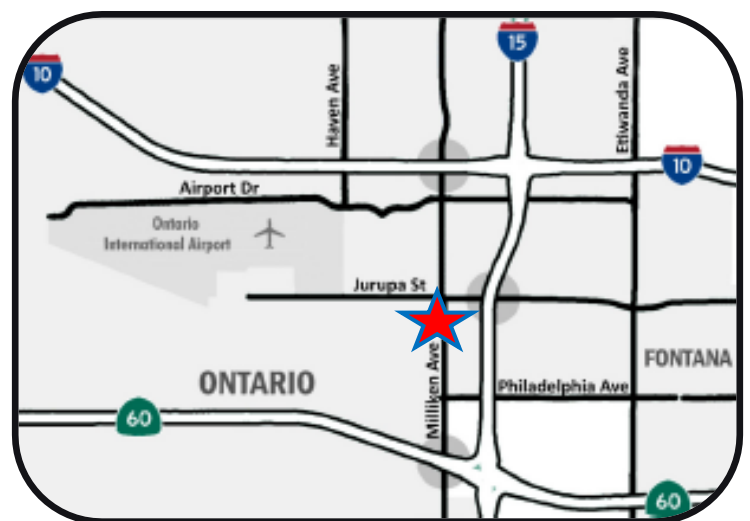 15
10
Haven Ave
Etiwanda Ave
10
Airport Dr
Ontario
International Airport
Jurupa St
FONTANA
ONTARIO
Milliken Ave
Philadelphia Ave
60
60